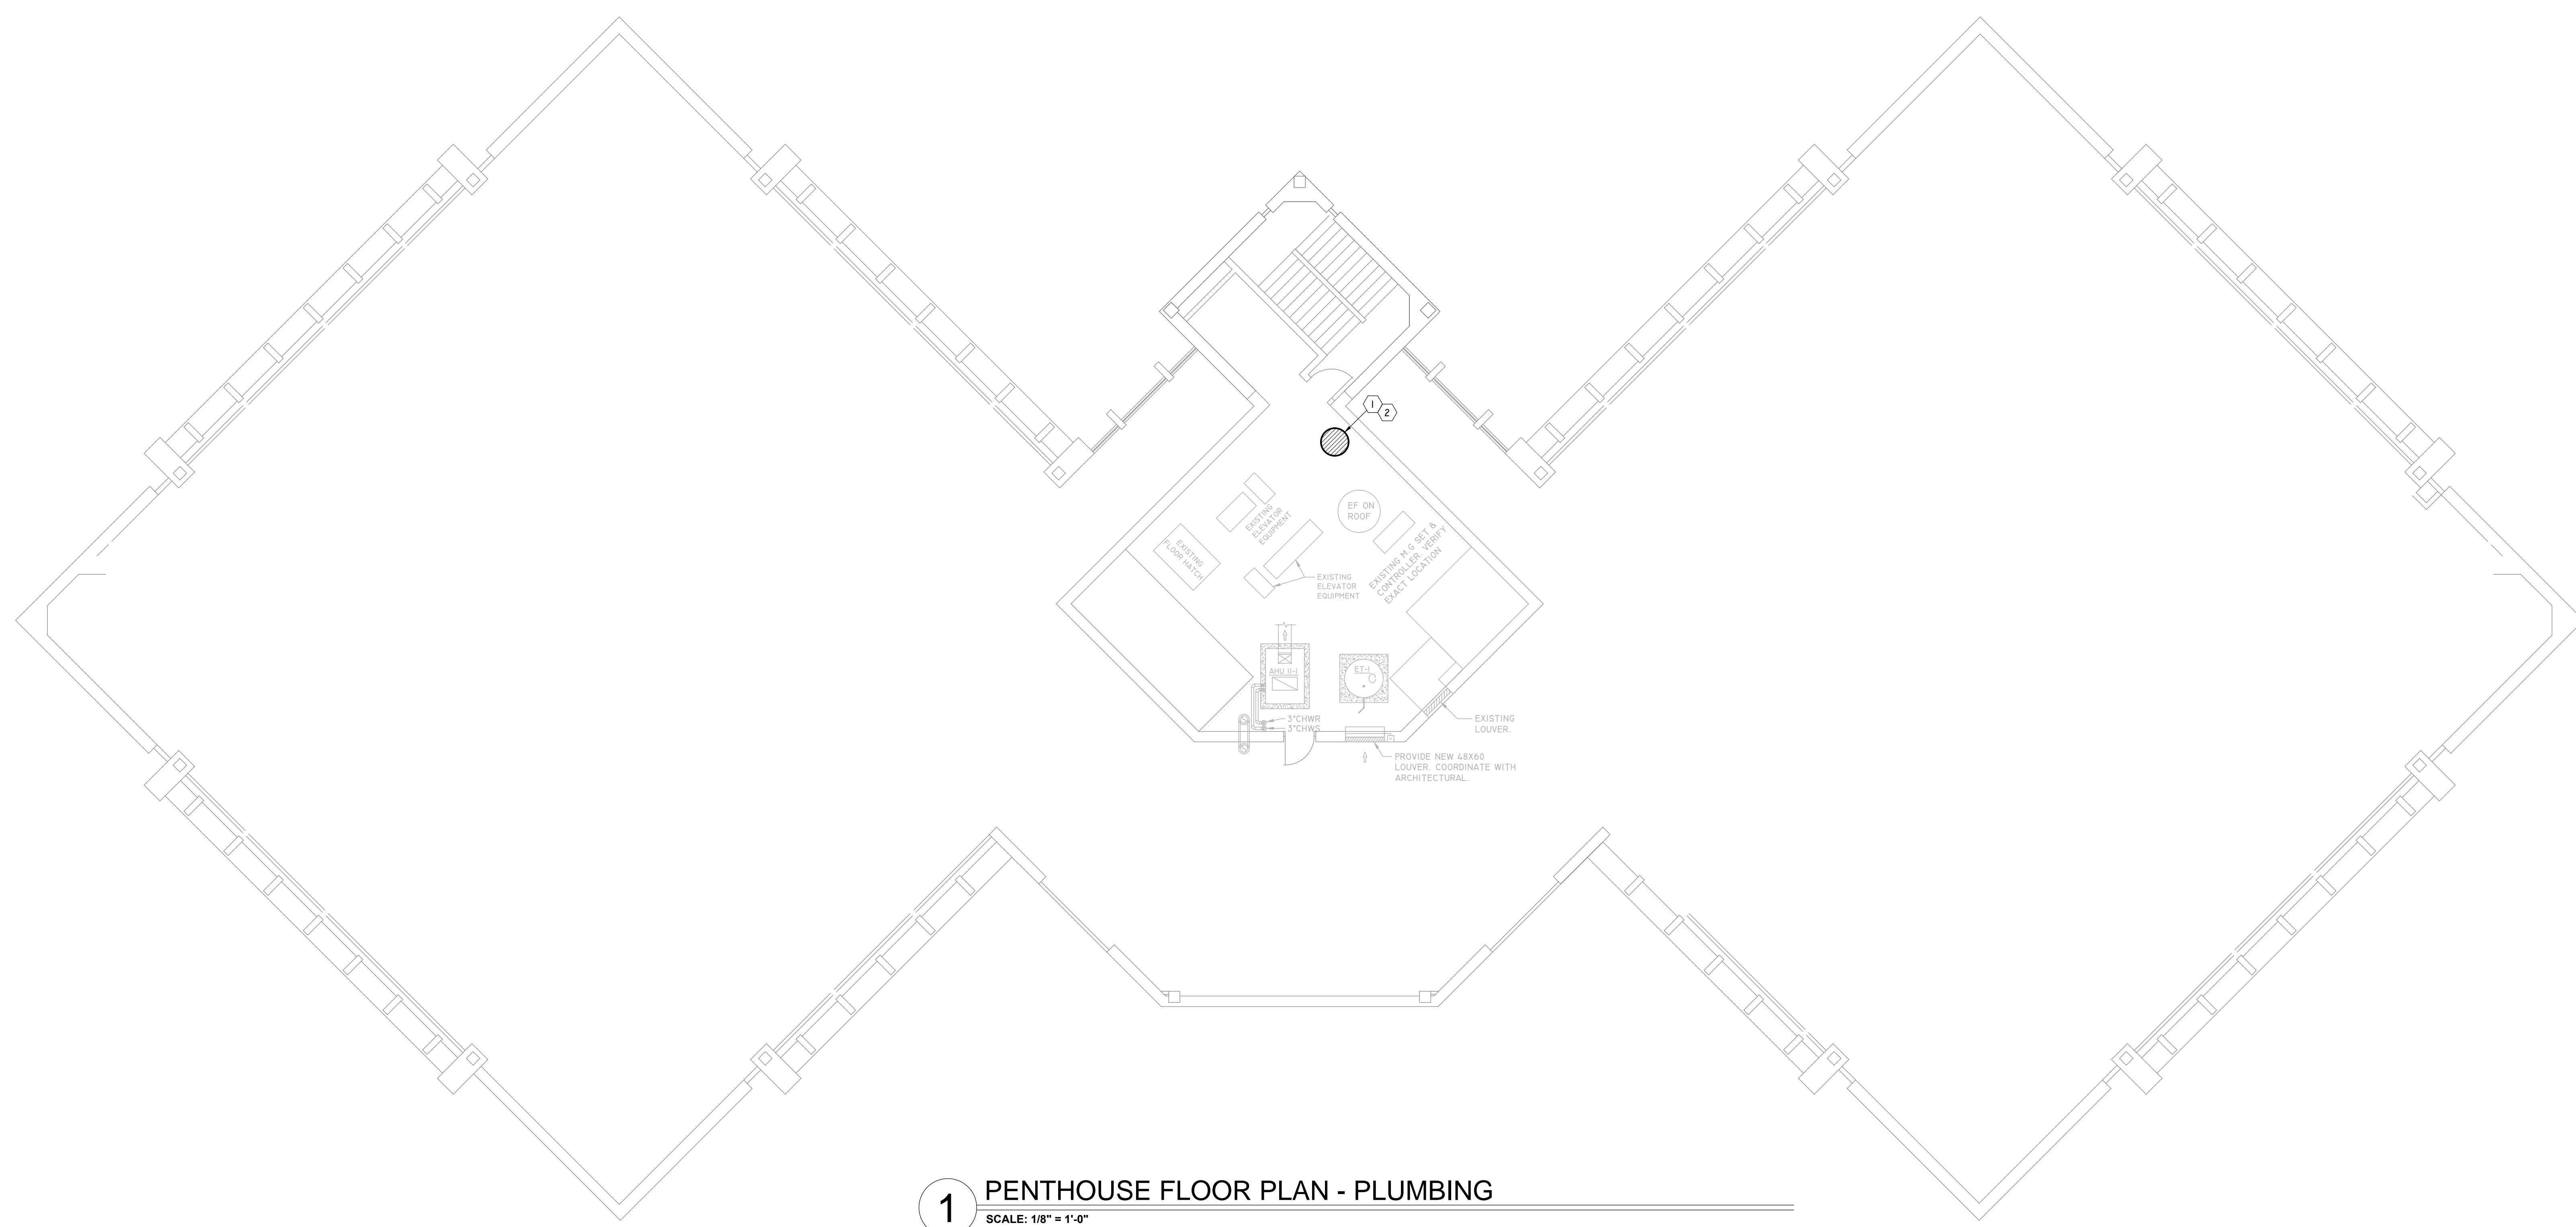 1
2
EF ON
ROOF
EXISTING
ELEVATOR
EQUIPMENT
EXISTING
FLOOR HATCH
EXISTING M.G SET &
CONTROLLER. VERIFY
EXACT LOCATION
EXISTING
ELEVATOR
EQUIPMENT
AHU 11-1
ET-1
3"CHWR
3"CHWS
EXISTING
LOUVER.
PROVIDE NEW 48X60
LOUVER. COORDINATE WITH
ARCHITECTURAL.
1
PENTHOUSE FLOOR PLAN - PLUMBING
SCALE: 1/8" = 1'-0"